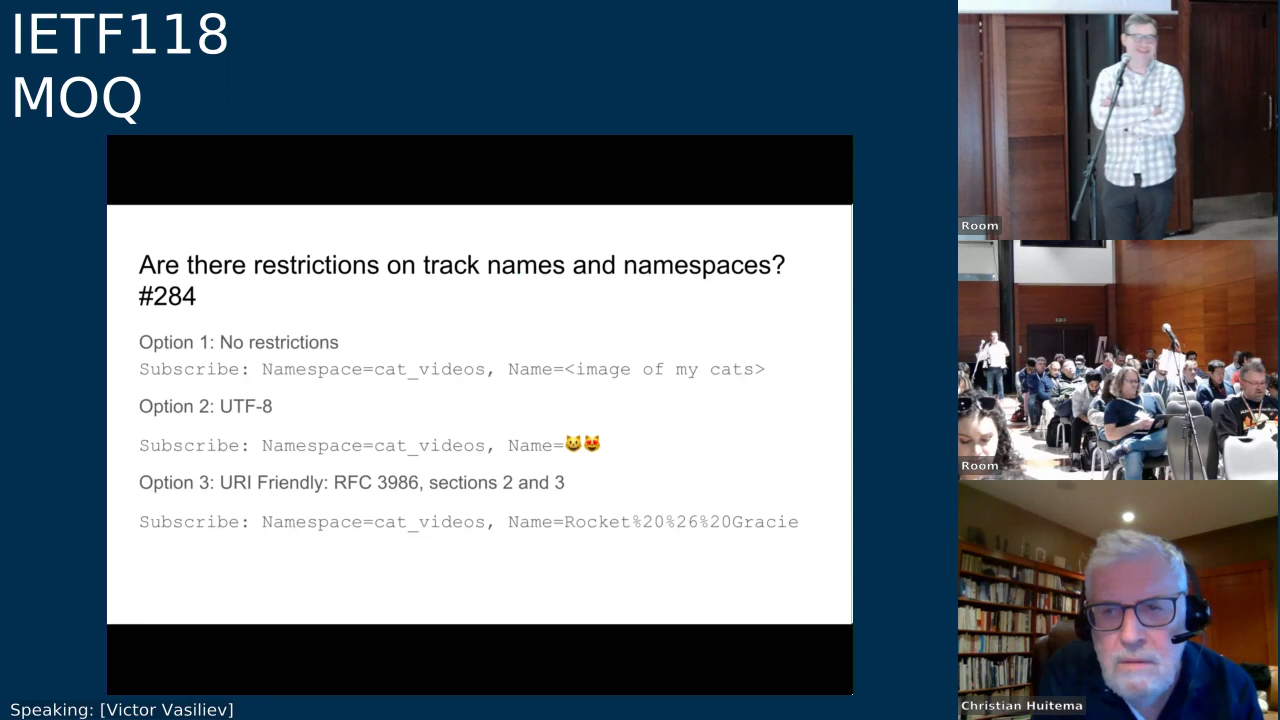 IETF118
MOQ
Are there restrictions on track names and namespaces?
#284
Option 1: No restrictions
Subscribe: Namespace=cat_videos, Name=<image of my cats>
Option 2: UTF-8
Subscribe: Namespace=cat_videos, Name=😺😻
Option 3: URI Friendly: RFC 3986, sections 2 and 3
Subscribe: Namespace=cat_videos, Name=Rocket%20%26%20Gracie
Room
Room
Christian Huitema
Speaking: [Victor Vasiliev]